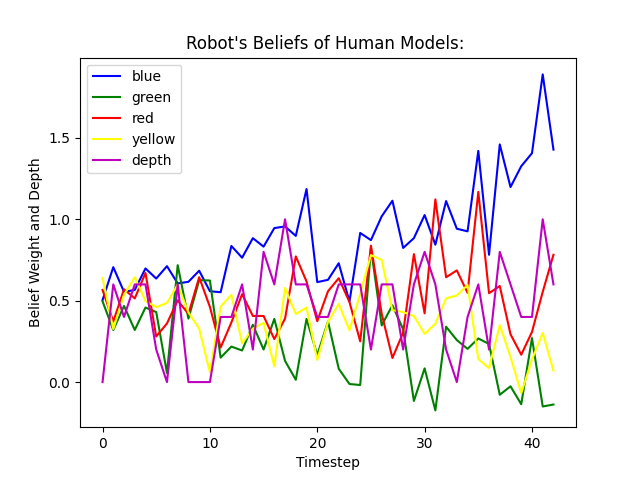 Robot's Beliefs of Human Models:
blue
green
red
yellow
depth
Belief Weight and Depth
1.5
1.0
0.5
0.0
0 10 20 30 40
Timestep